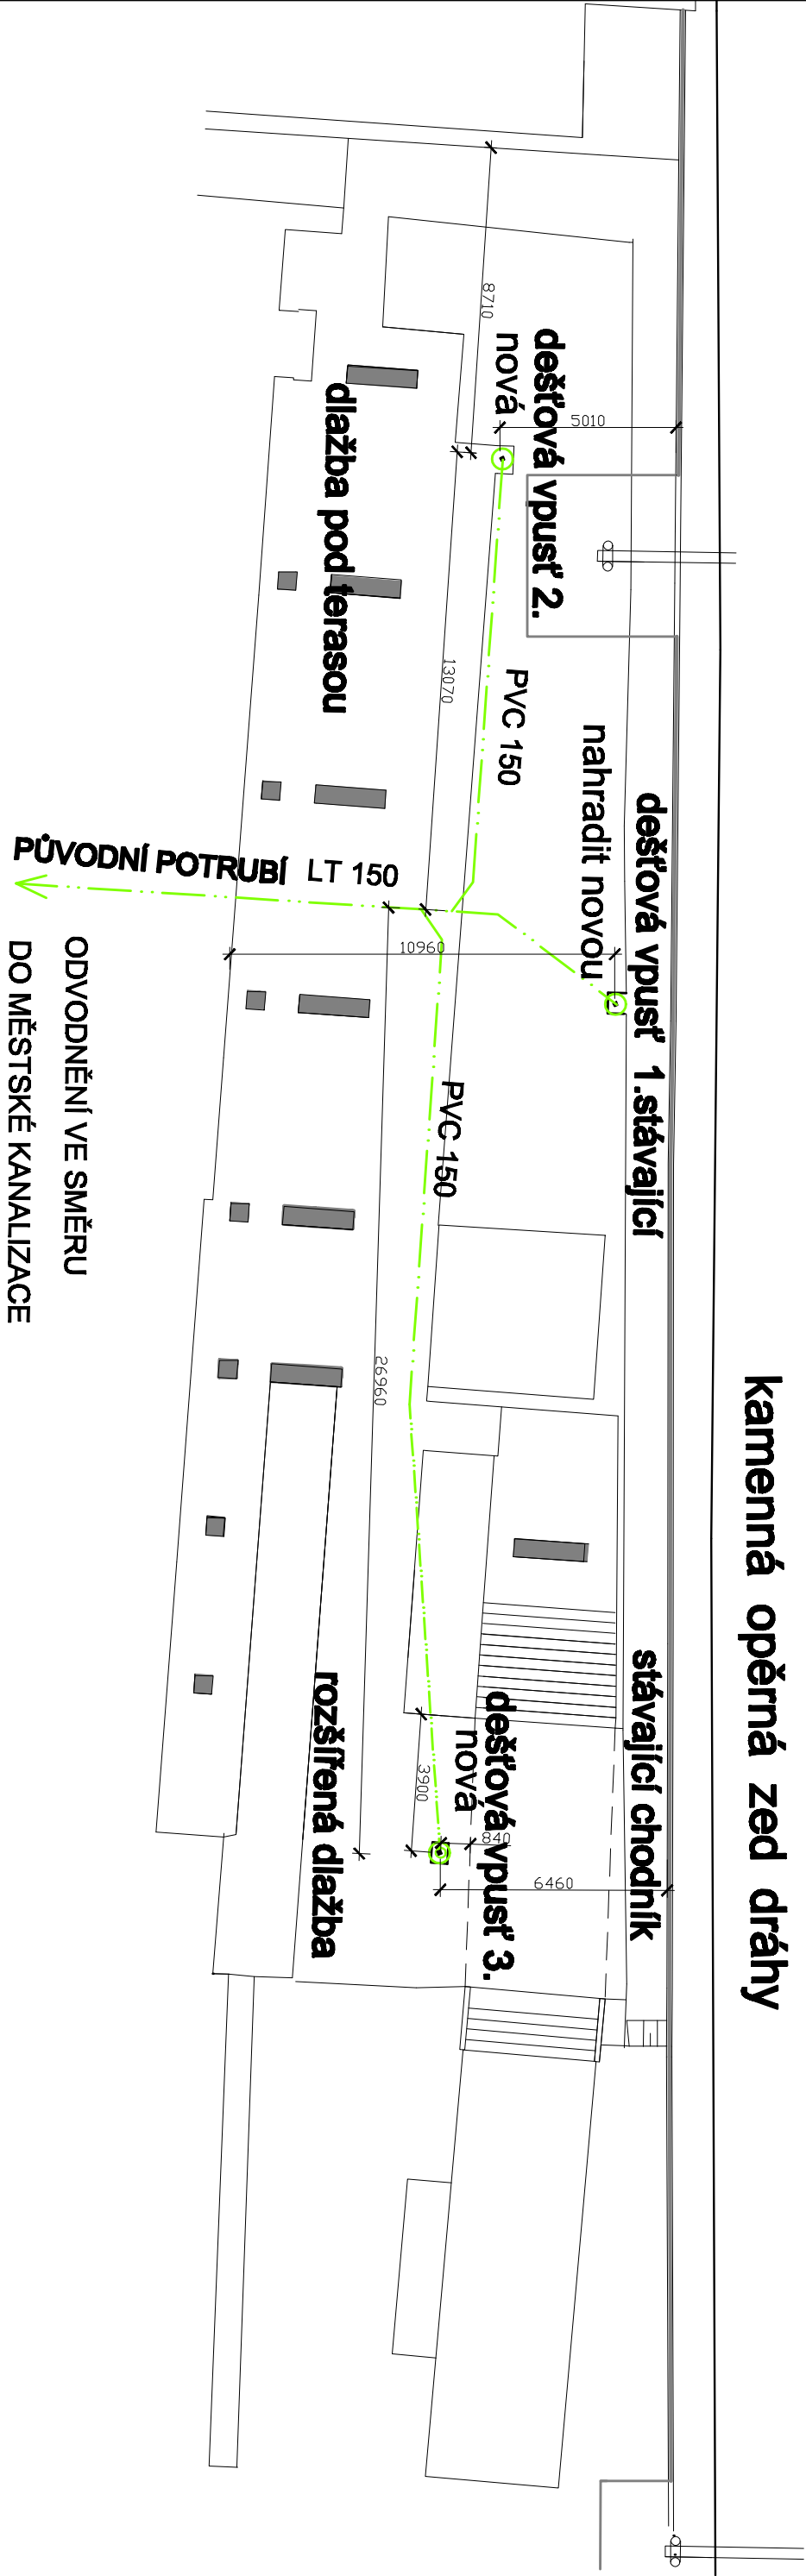 kamenná opěrná zed dráhy
dešťová vpusť 1.stávající
nahradit novou
stávající chodník
dešťová vpusť 2.
nová
5010
8710
PVC 150
13070
dlažba pod terasou
PŮVODNÍ POTRUBÍ LT 150
10960
PVC 150
26960
dešťová vpusť 3.
nová
3900
840
6460
rozšířená dlažba
ODVODNĚNÍ VE SMĚRU
DO MĚSTSKÉ KANALIZACE